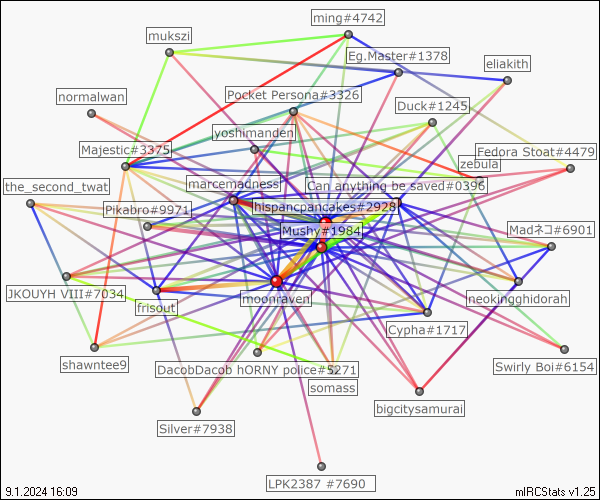 ming#4742
mukszi
Eg.Master#1378
eliakith
normalwan
Pocket Persona#3326
Duck#1245
yoshimanden
Majestic#3375
Fedora Stoat#4479
zebula
the_second_twat
marcemadness
Can anything be saved#0396
Pikabro#9971
hispancpancakes#2928
Mushy#1984
Madネコ#6901
JKOUYH VIII#7034
frisout
moonraven
neokingghidorah
Cypha#1717
shawntee9
DacobDacob hORNY police#5271
Swirly Boi#6154
somass
bigcitysamurai
Silver#7938
LPK2387 #7690
9.1.2024 16:09
mIRCStats v1.25